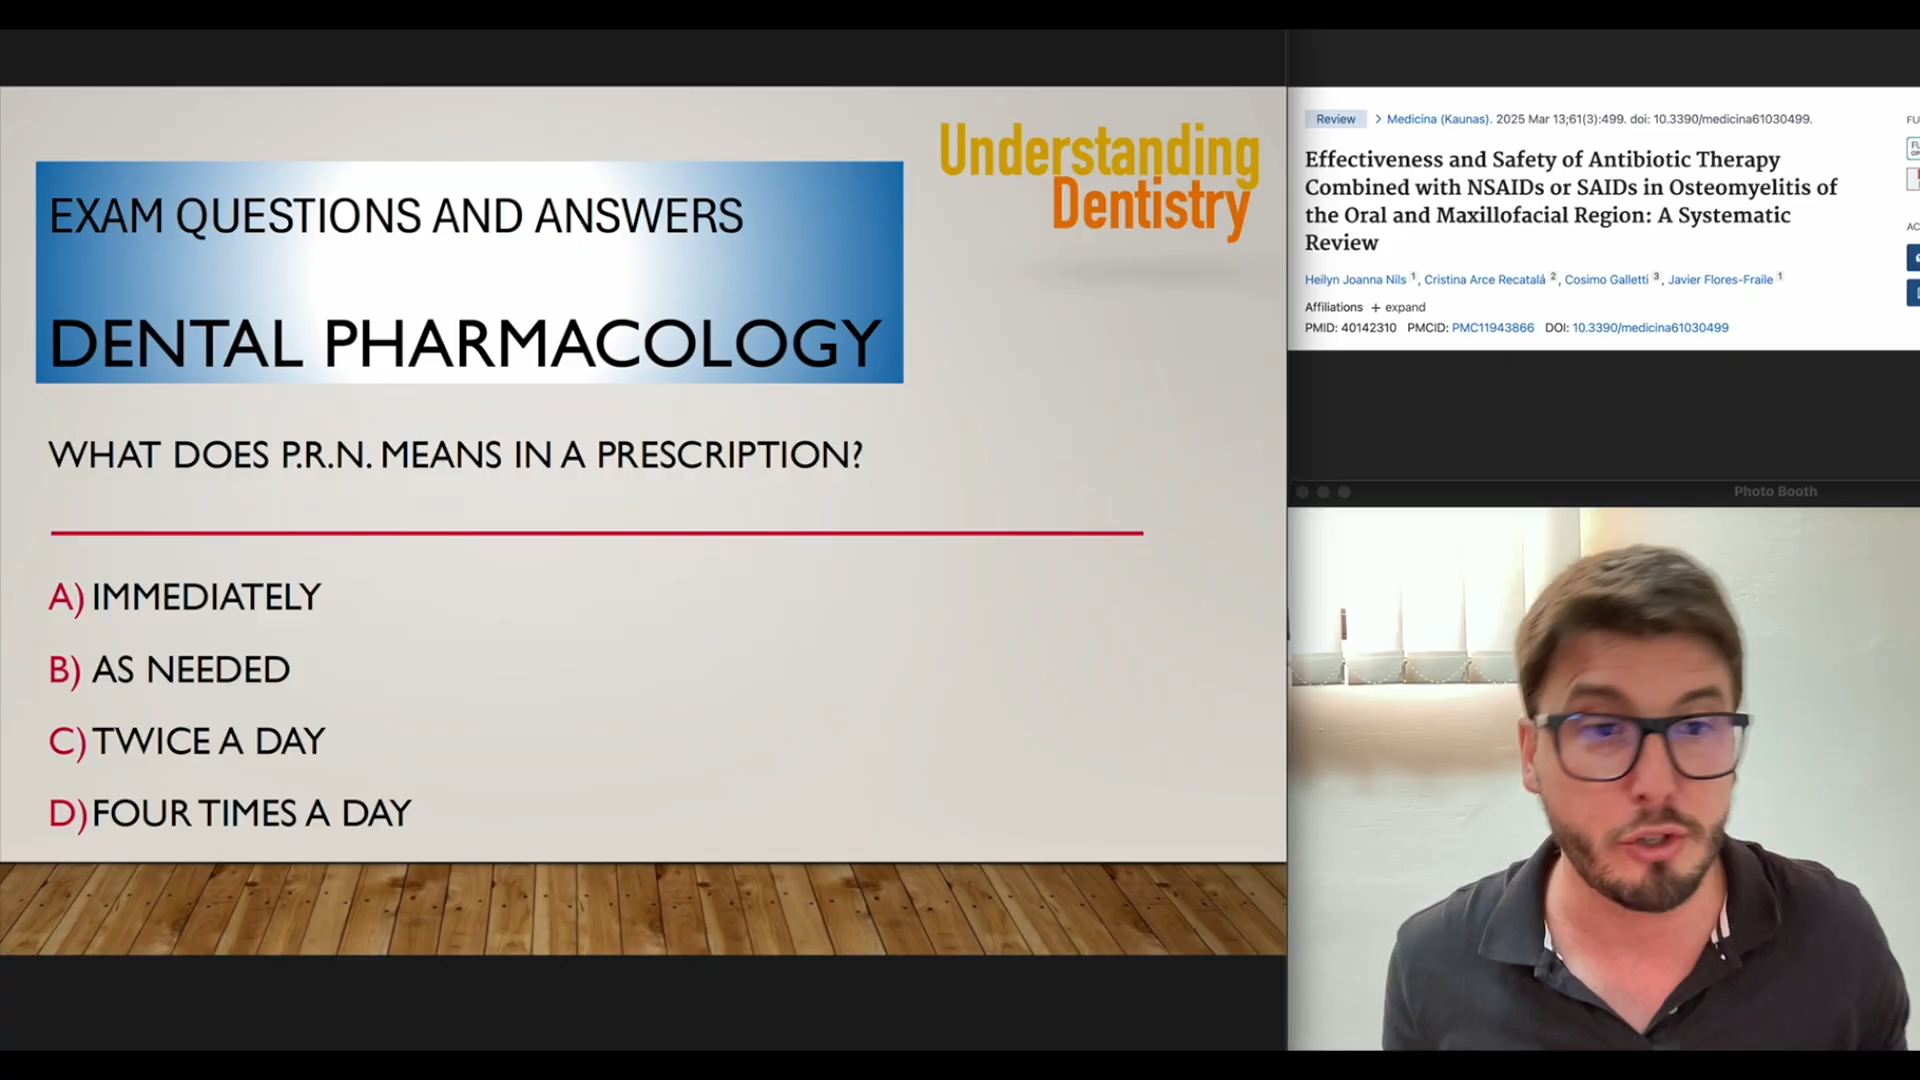 EXAM QUESTIONS AND ANSWERS
DENTAL PHARMACOLOGY
Understanding
Dentistry
WHAT DOES P.R.N. MEANS IN A PRESCRIPTION?
A) IMMEDIATELY
B) AS NEEDED
C) TWICE A DAY
D) FOUR TIMES A DAY
Review > Medicina (Kaunas). 2025 Mar 13;61(3):499. doi: 10.3390/medicina61030499.
Effectiveness and Safety of Antibiotic Therapy
Combined with NSAIDs or SAIDs in Osteomyelitis of
the Oral and Maxillofacial Region: A Systematic
Review
Heilyn Joanna Nils 1, Cristina Arce Recatalá 2, Cosimo Galletti 3, Javier Flores-Fraile 1
Affiliations + expand
PMID: 40142310 PMCID: PMC11943866 DOI: 10.3390/medicina61030499
FU
AC
Photo Booth